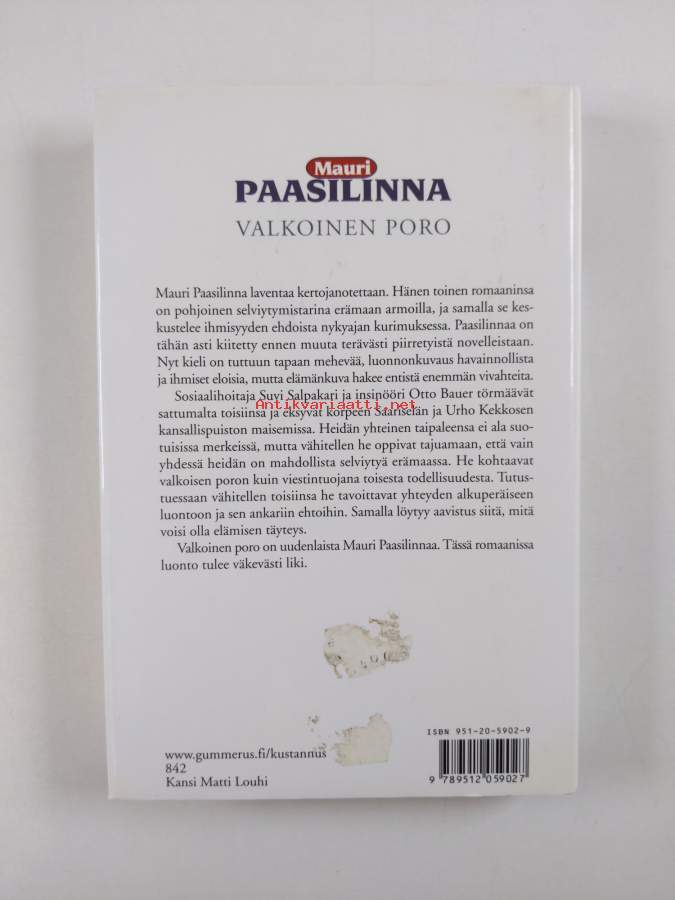 Mauri
PAASILINNA
VALKOINEN PORO
Mauri Paasilinna laventaa kertojanotettaan. Hänen toinen romaaninsa
on pohjoinen selviytymistarina erämaan armoilla, ja samalla se kes-
kustelee ihmisyyden ehdoista nykyajan kurimuksessa. Paasilinnaa on
tähän asti kiitetty ennen muuta terävästi piirretyistä novelleistaan.
Nyt kieli on tuttuun tapaan mehevää, luonnonkuvaus havainnollista
ja ihmiset eloisia, mutta elämänkuva hakee entistä enemmän vivahteita.
Sosiaalihoitaja Suvi Salpakari ja insinööri Otto Bauer törmäävät
Antikvariaatti.net
sattumalta toisiinsa ja eksyvät korpeen Saariselän ja Urho Kekkosen
kansallispuiston maisemissa. Heidän yhteinen taipaleensa ei ala suo-
tuisissa merkeissä, mutta vähitellen he oppivat tajuamaan, että vain
yhdessä heidän on mahdollista selviytyä erämaassa. He kohtaavat
valkoisen poron kuin viestintuojana toisesta todellisuudesta. Tutus-
tuessaan vähitellen toisiinsa he tavoittavat yhteyden alkuperäiseen
luontoon ja sen ankariin ehtoihin. Samalla löytyy aavistus siitä, mitä
voisi olla elämisen täyteys.
Valkoinen poro on uudenlaista Mauri Paasilinnaa. Tässä romaanissa
luonto tulee väkevästi liki.
www.gummerus.fi/kustannus
842
Kansi Matti Louhi
ISBN 951-20-5902-9
9 789512 059027